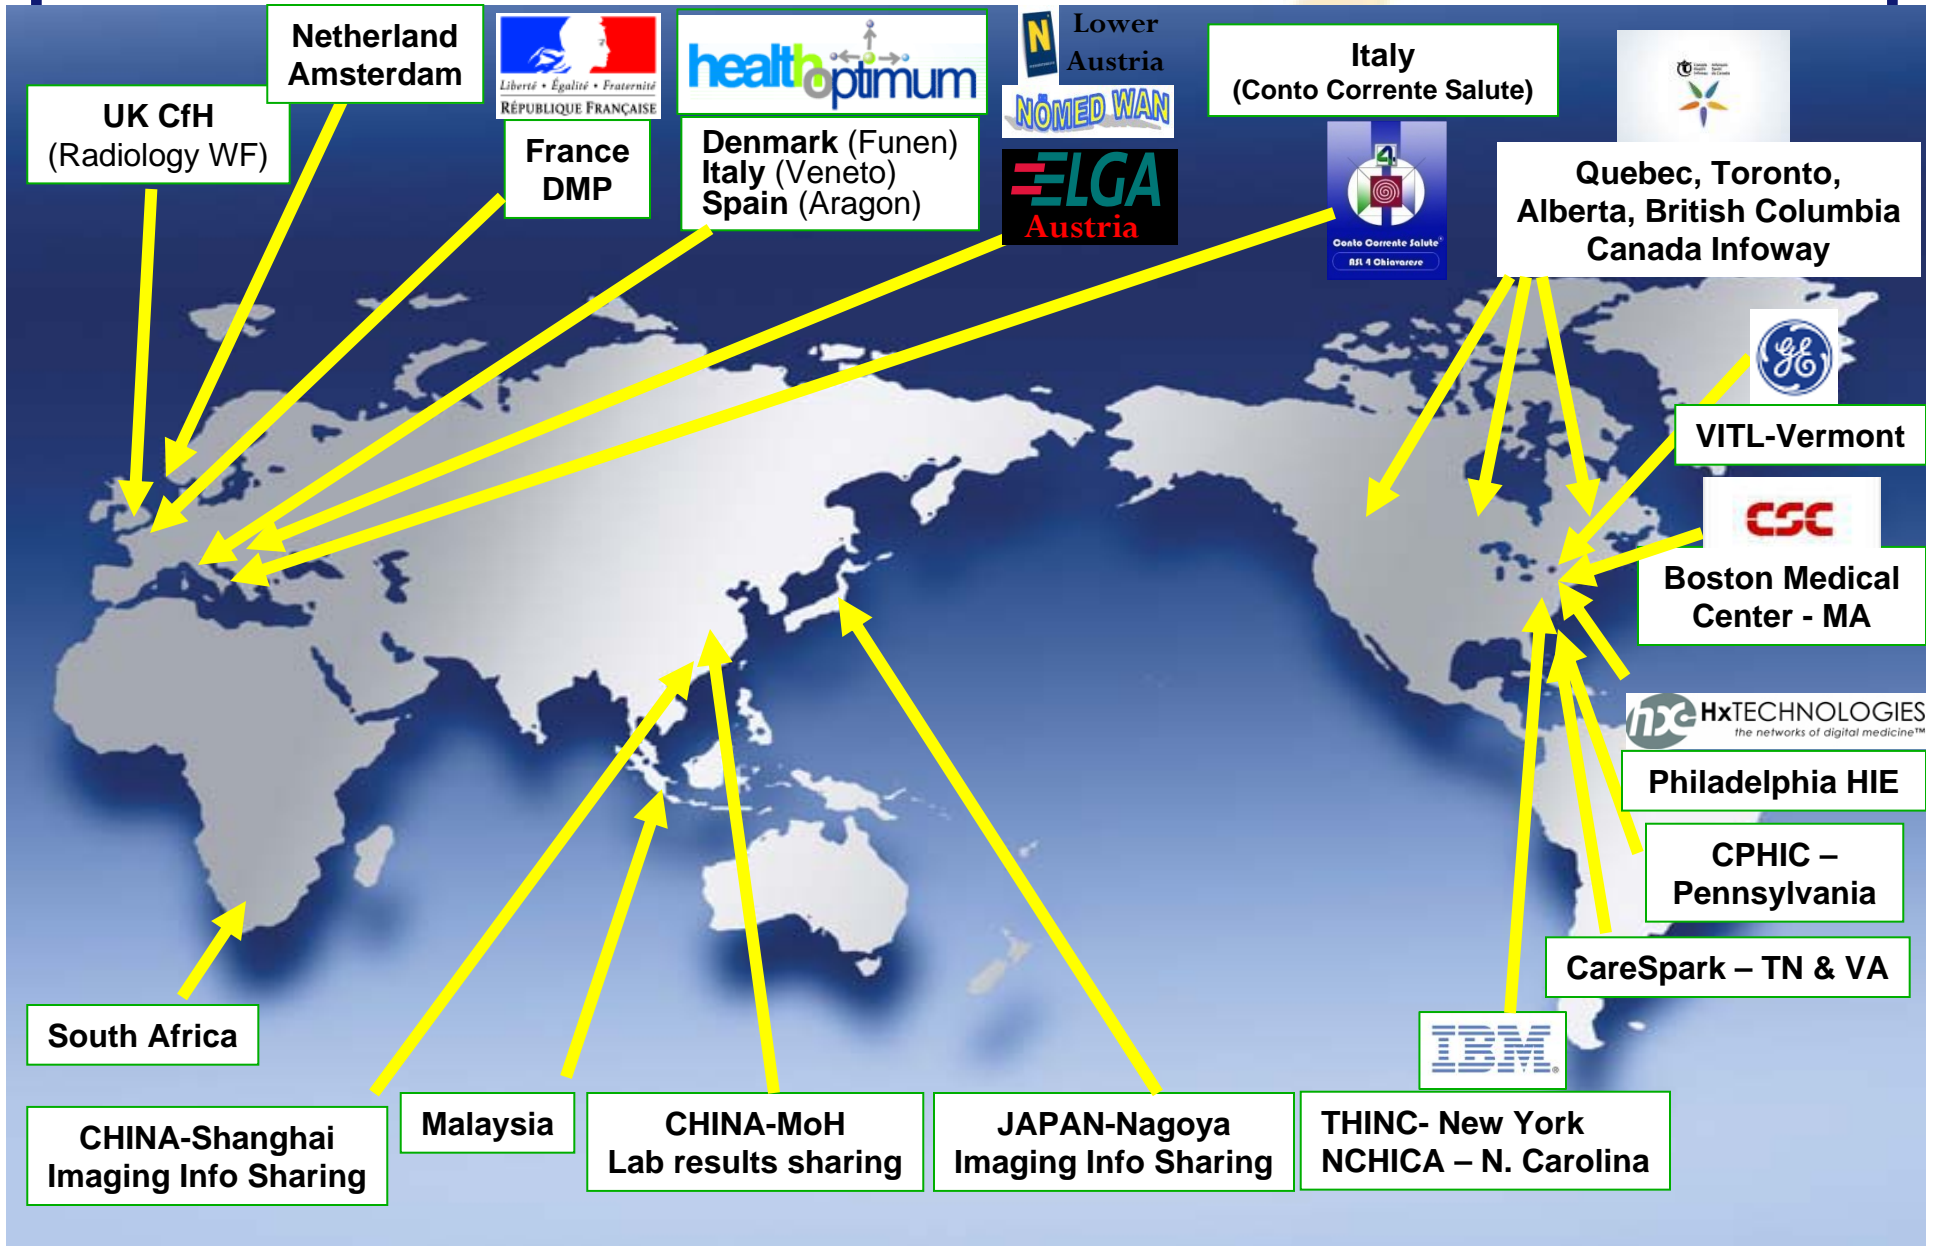 Netherland
Amsterdam
UK CfH
(Radiology WF)
Liberté • Égalité • Fraternité
RÉPUBLIQUE FRANÇAISE
France
DMP
healthoptimum
Denmark (Funen)
Italy (Veneto)
Spain (Aragon)
N
Lower
Austria
NÖMED WAN
ELGA
Austria
Italy
(Conto Corrente Salute)
4
Conto Corrente Salute
ASL 4 Chiavarese
Quebec, Toronto,
Alberta, British Columbia
Canada Infoway
GE
VITL-Vermont
CSC
Boston Medical
Center - MA
hxc HxTECHNOLOGIES
the networks of digital medicine™
Philadelphia HIE
CPHIC –
Pennsylvania
CareSpark – TN & VA
IBM®
THINC- New York
NCHICA – N. Carolina
South Africa
CHINA-Shanghai
Imaging Info Sharing
Malaysia
CHINA-MoH
Lab results sharing
JAPAN-Nagoya
Imaging Info Sharing